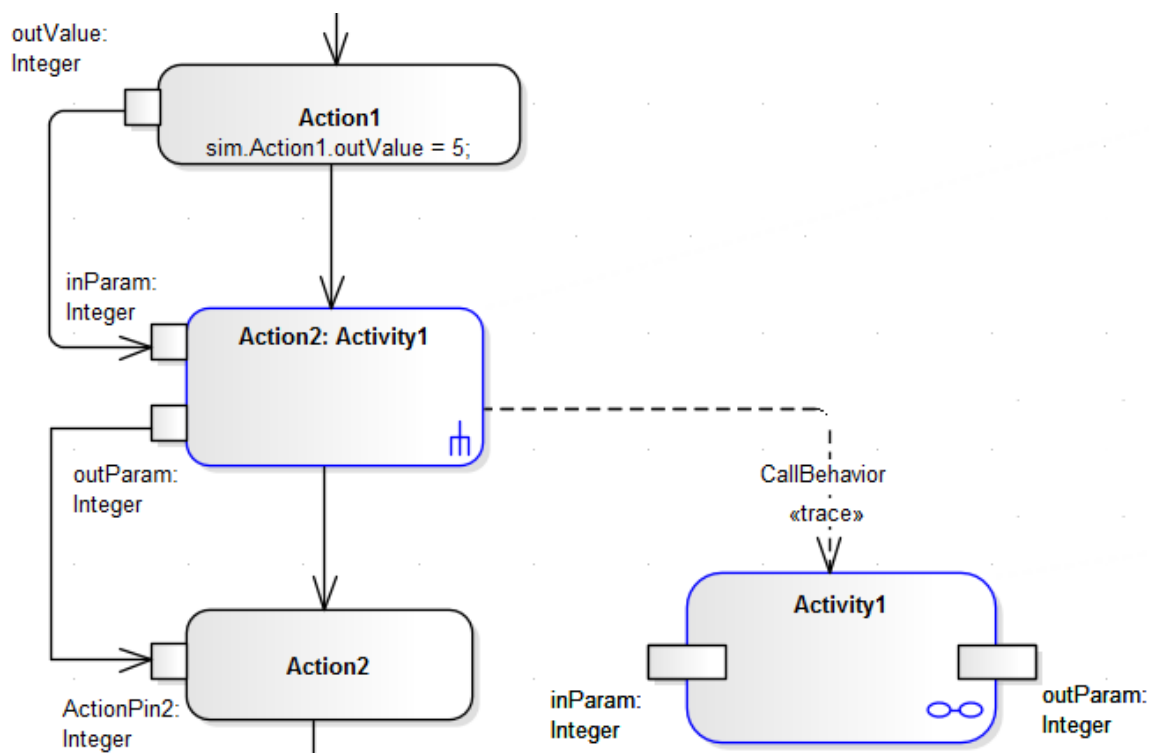 outValue:
Integer
Action1
sim.Action1.outValue = 5;
inParam:
Integer
Action2: Activity1
outParam:
Integer
CallBehavior
«trace»
Activity1
Action2
ActionPin2:
Integer
inParam:
Integer
outParam:
Integer